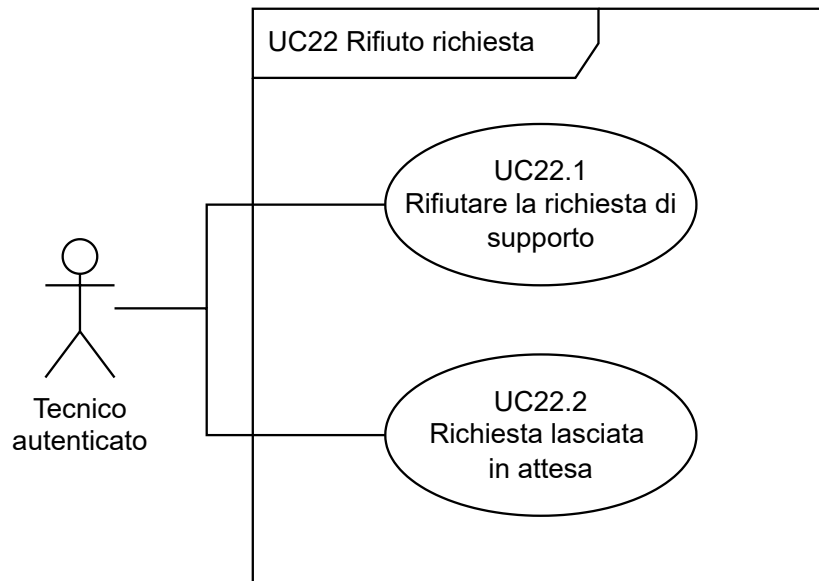 UC22 Rifiuto richiesta
UC22.1
Rifiutare la richiesta di
supporto
Tecnico
autenticato
UC22.2
Richiesta lasciata
in attesa